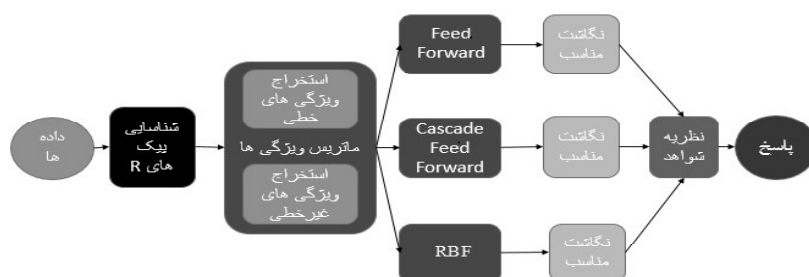 داده
ها
شناسایی
پیک
های R
استخراج
ویژگی های
خطی
ماتریس ویژگی ها
استخراج
ویژگی های
غیرخطی
Feed
Forward
نگاشت
مناسب
Cascade
Feed
Forward
نگاشت
مناسب
RBF
نگاشت
مناسب
نظریه
شواهد
پاسخ